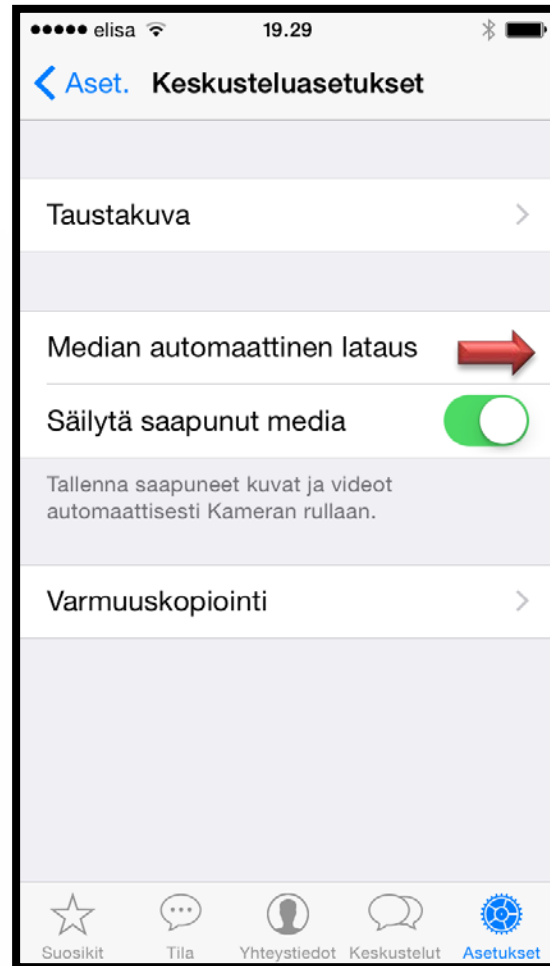 elisa 19.29
Aset. Keskusteluasetukset
Taustakuva
Median automaattinen lataus
Säilytä saapunut media
Tallenna saapuneet kuvat ja videot
automaattisesti Kameran rullaan.
Varmuuskopiointi
Suosikit Tila Yhteystiedot Keskustelut Asetukset